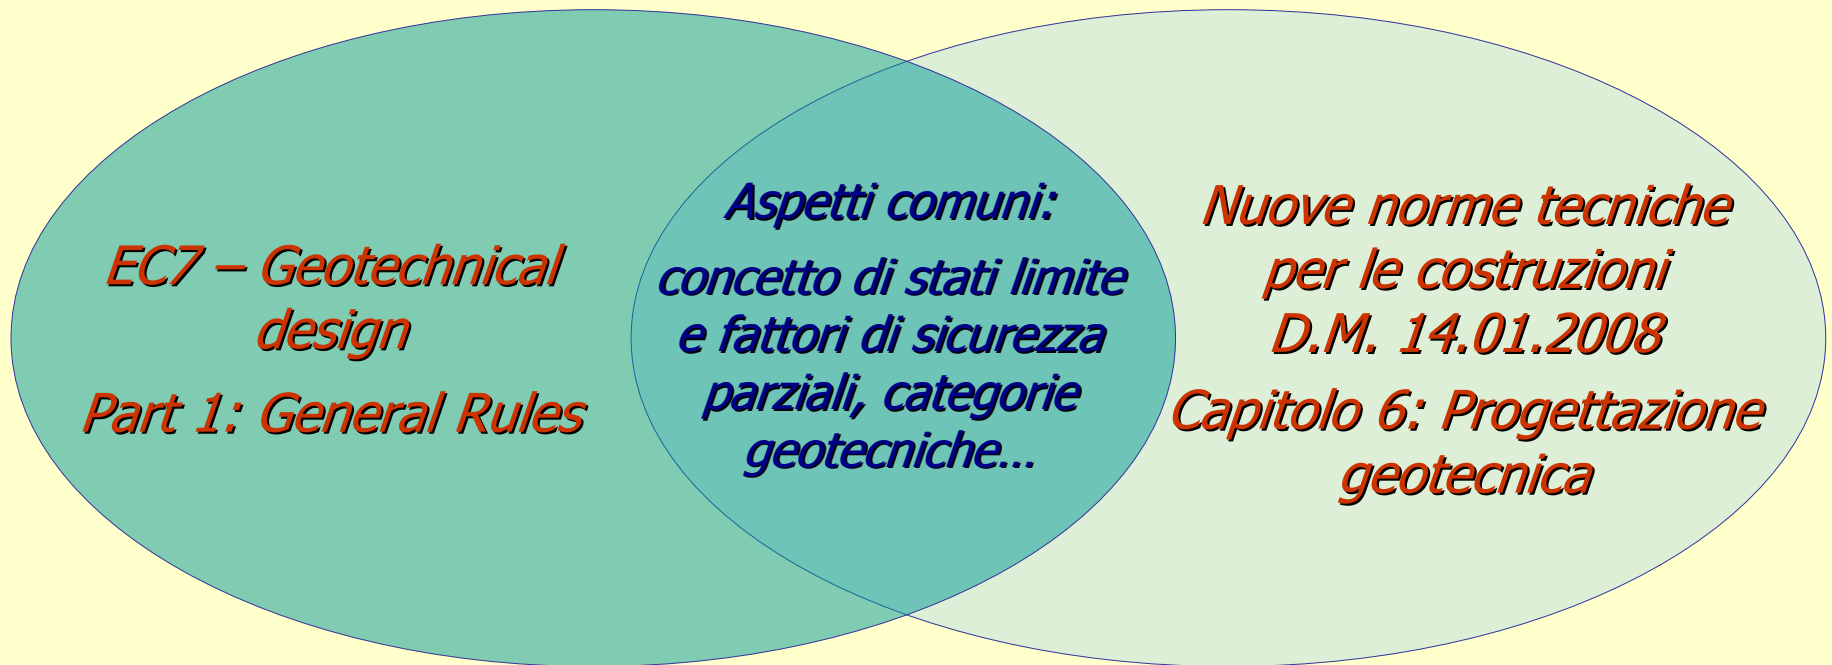 EC7 – Geotechnical
design
Part 1: General Rules
Aspetti comuni:
concetto di stati limite
e fattori di sicurezza
parziali, categorie
geotecniche…
Nuove norme tecniche
per le costruzioni
D.M. 14.01.2008
Capitolo 6: Progettazione
geotecnica